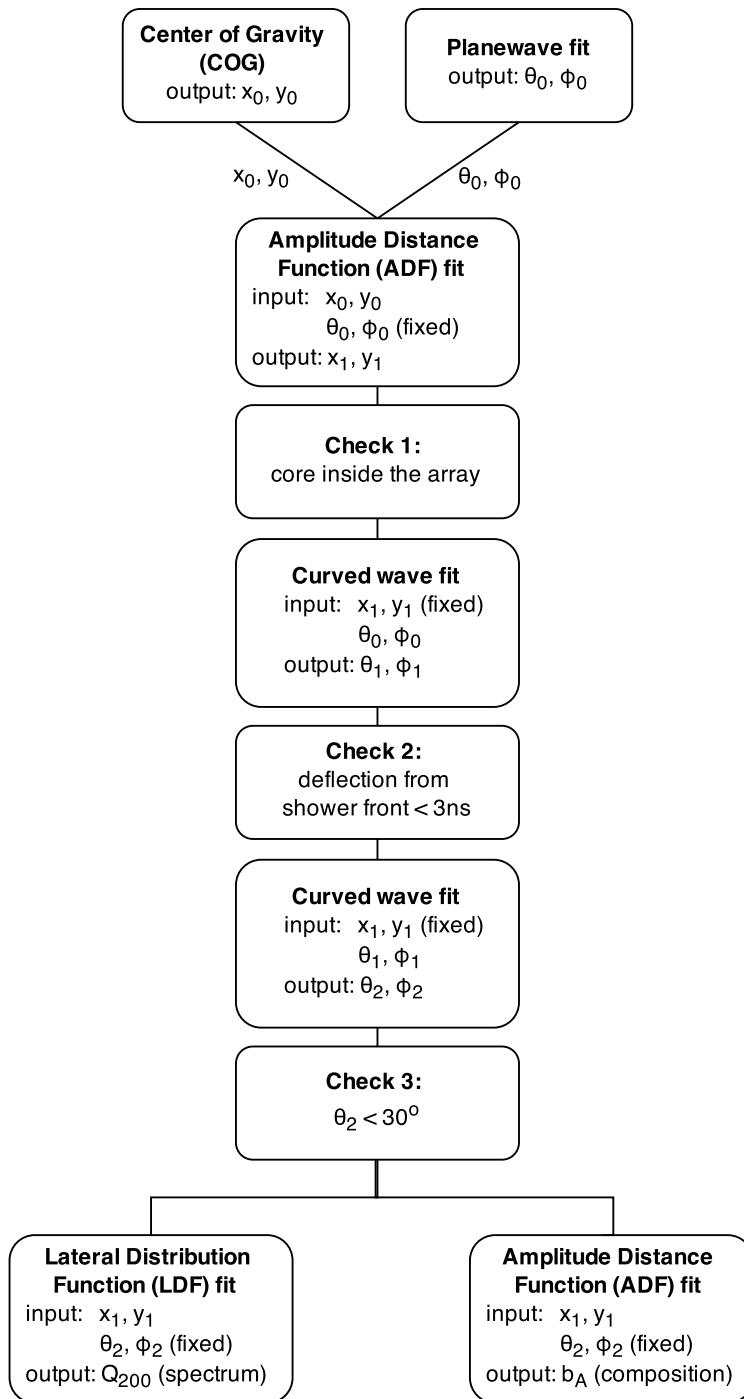 Center of Gravity
(COG)
output: x₀, y₀
Planewave fit
output: θ₀, ϕ₀
x₀, y₀
θ₀, ϕ₀
Amplitude Distance
Function (ADF) fit
input: x₀, y₀
θ₀, ϕ₀ (fixed)
output: x₁, y₁
Check 1:
core inside the array
Curved wave fit
input: x₁, y₁ (fixed)
θ₀, ϕ₀
output: θ₁, ϕ₁
Check 2:
deflection from
shower front < 3ns
Curved wave fit
input: x₁, y₁ (fixed)
θ₁, ϕ₁
output: θ₂, ϕ₂
Check 3:
θ₂ < 30°
Lateral Distribution
Function (LDF) fit
input: x₁, y₁
θ₂, ϕ₂ (fixed)
output: Q₂₀₀ (spectrum)
Amplitude Distance
Function (ADF) fit
input: x₁, y₁
θ₂, ϕ₂ (fixed)
output: b_A (composition)